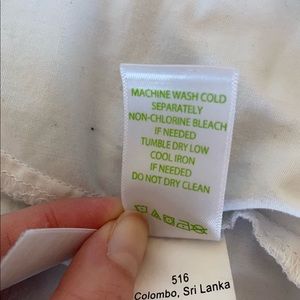 MACHINE WASH COLD
SEPARATELY
NON-CHLORINE BLEACH
IF NEEDED
TUMBLE DRY LOW
COOL IRON
IF NEEDED
DO NOT DRY CLEAN
516
Colombo, Sri Lanka